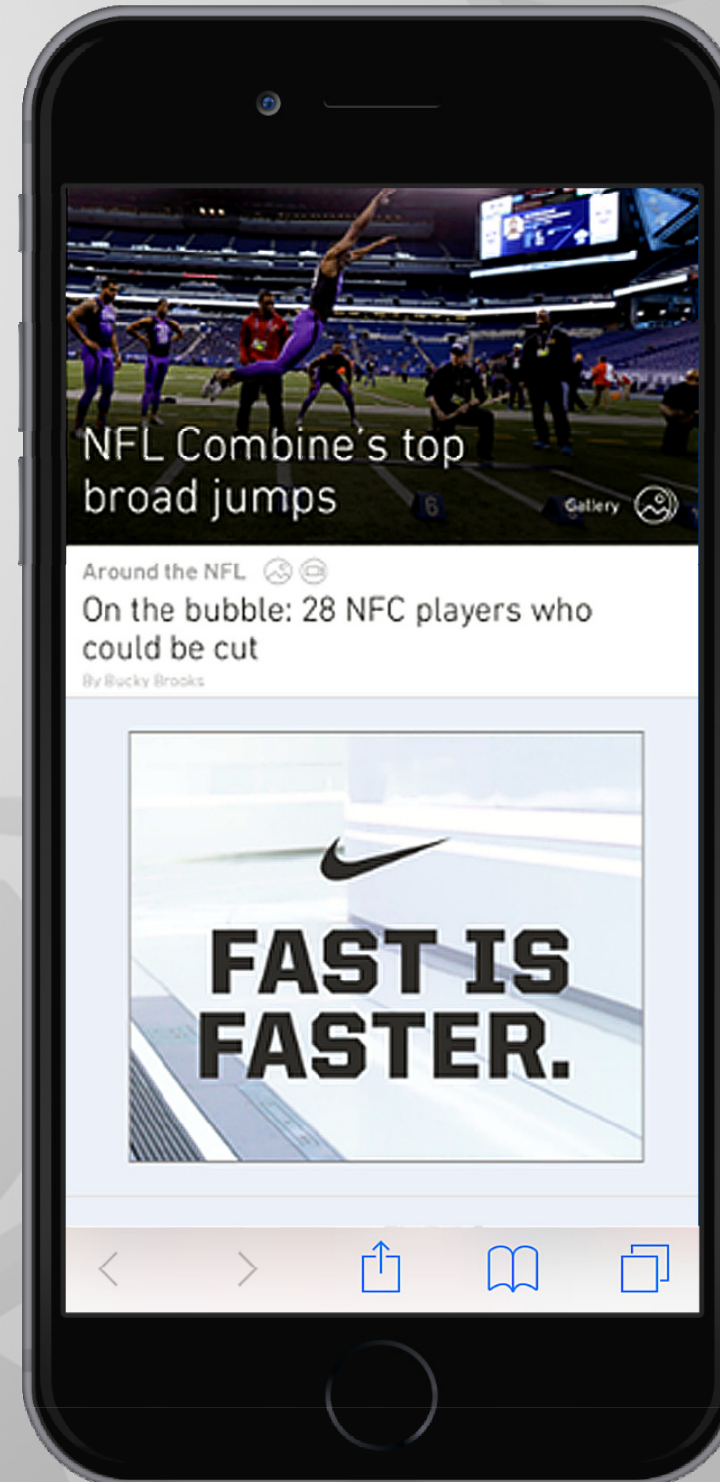 NFL Combine's top
broad jumps
Gallery
Around the NFL
On the bubble: 28 NFC players who
could be cut
By Bucky Brooks
FAST IS
FASTER.